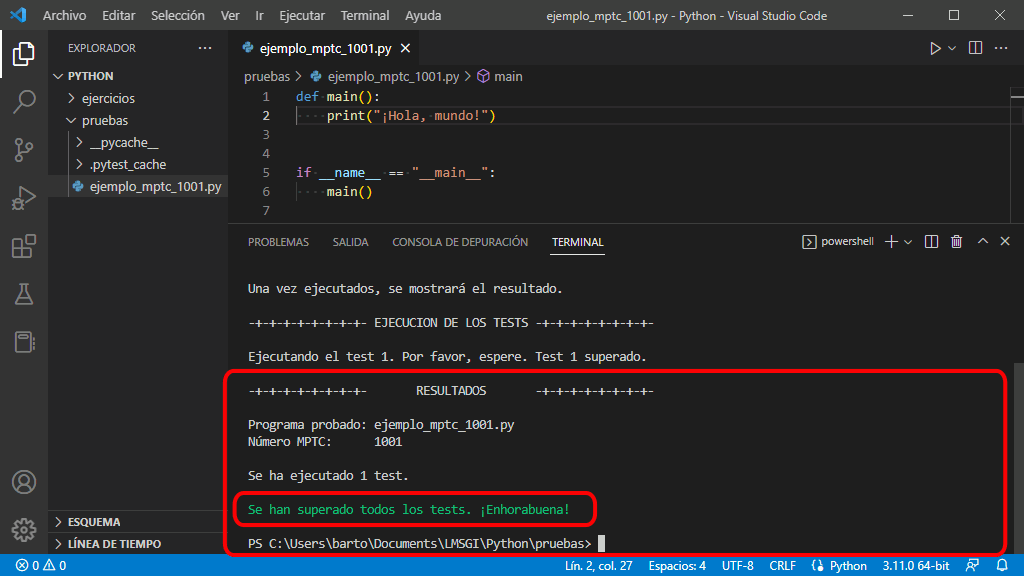 Archivo Editar Selección Ver Ir Ejecutar Terminal Ayuda ejemplo_mptc_1001.py - Python - Visual Studio Code
EXPLORADOR
PYTHON
ejercicios
pruebas
__pycache__
.pytest_cache
ejemplo_mptc_1001.py
ESQUEMA
LÍNEA DE TIEMPO
ejemplo_mptc_1001.py
pruebas > ejemplo_mptc_1001.py > main
1 def main():
2 print("¡Hola, mundo!")
3
4
5 if __name__ == "__main__":
6 main()
7
PROBLEMAS SALIDA CONSOLA DE DEPURACIÓN TERMINAL powershell
Una vez ejecutados, se mostrará el resultado.
-+-+-+-+-+-+-+-+- EJECUCION DE LOS TESTS -+-+-+-+-+-+-+-+-
Ejecutando el test 1. Por favor, espere. Test 1 superado.
-+-+-+-+-+-+-+-+- RESULTADOS -+-+-+-+-+-+-+-+-
Programa probado: ejemplo_mptc_1001.py
Número MPTC: 1001
Se ha ejecutado 1 test.
Se han superado todos los tests. ¡Enhorabuena!
PS C:\Users\barto\Documents\LMSGI\Python\pruebas>
0 0 Lín. 2, col. 27 Espacios: 4 UTF-8 CRLF Python 3.11.0 64-bit